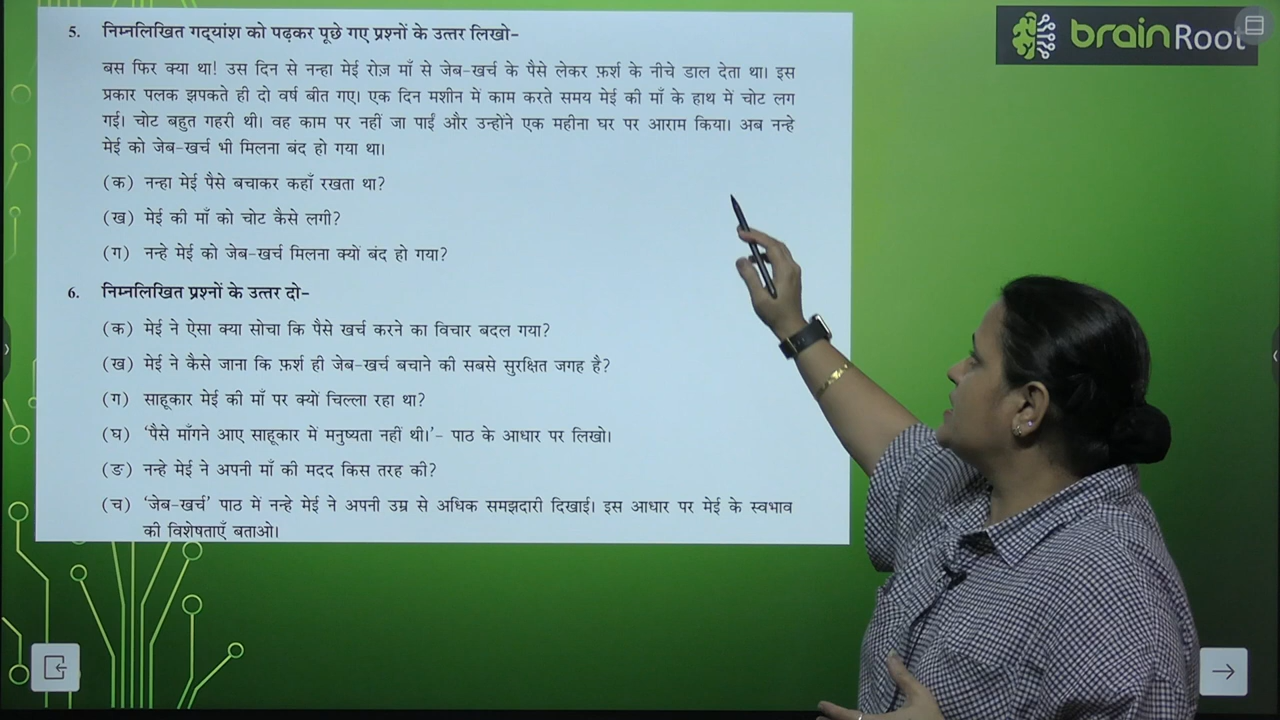 brainRoot
5. निम्नलिखित गद्यांश को पढ़कर पूछे गए प्रश्नों के उत्तर लिखो–
बस फिर क्या था! उस दिन से नन्हा मेई रोज़ माँ से जेब-खर्च के पैसे लेकर फ़र्श के नीचे डाल देता था। इस
प्रकार पलक झपकते ही दो वर्ष बीत गए। एक दिन मशीन में काम करते समय मेई की माँ के हाथ में चोट लग
गई। चोट बहुत गहरी थी। वह काम पर नहीं जा पाईं और उन्होंने एक महीना घर पर आराम किया। अब नन्हे
मेई को जेब-खर्च भी मिलना बंद हो गया था।
(क) नन्हा मेई पैसे बचाकर कहाँ रखता था?
(ख) मेई की माँ को चोट कैसे लगी?
(ग) नन्हे मेई को जेब-खर्च मिलना क्यों बंद हो गया?
6. निम्नलिखित प्रश्नों के उत्तर दो–
(क) मेई ने ऐसा क्या सोचा कि पैसे खर्च करने का विचार बदल गया?
(ख) मेई ने कैसे जाना कि फ़र्श ही जेब-खर्च बचाने की सबसे सुरक्षित जगह है?
(ग) साहूकार मेई की माँ पर क्यों चिल्ला रहा था?
(घ) 'पैसे माँगने आए साहूकार में मनुष्यता नहीं थी।'– पाठ के आधार पर लिखो।
(ङ) नन्हे मेई ने अपनी माँ की मदद किस तरह की?
(च) 'जेब-खर्च' पाठ में नन्हे मेई ने अपनी उम्र से अधिक समझदारी दिखाई। इस आधार पर मेई के स्वभाव
की विशेषताएँ बताओ।